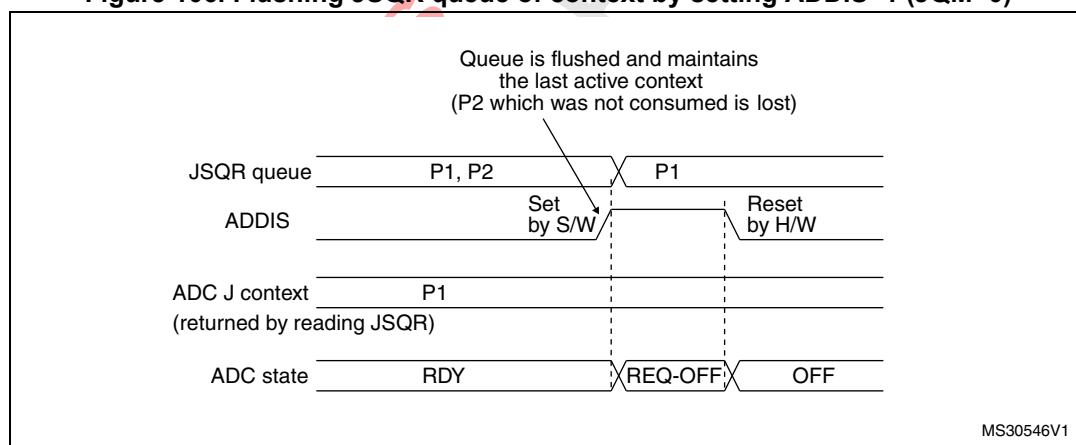 Queue is flushed and maintains
the last active context
(P2 which was not consumed is lost)
JSQR queue P1, P2 P1
ADDIS Set by S/W Reset by H/W
ADC J context P1
(returned by reading JSQR)
ADC state RDY REQ-OFF OFF
MS30546V1